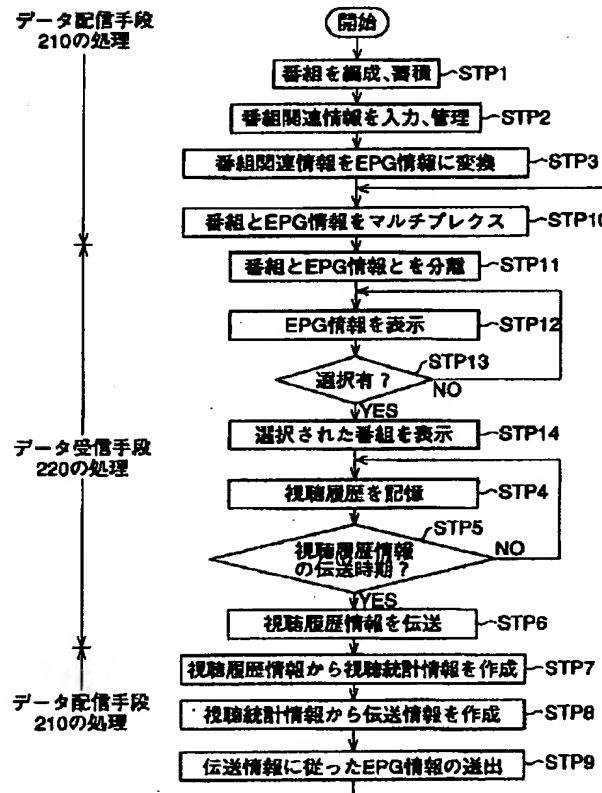 データ配信手段
210の処理
開始
番組を編成、蓄積
STP1
番組関連情報を入力、管理
STP2
番組関連情報をEPG情報に変換
STP3
番組とEPG情報をマルチプレクス
STP10
番組とEPG情報とを分離
STP11
EPG情報を表示
STP12
選択有?
STP13
NO
YES
選択された番組を表示
STP14
データ受信手段
220の処理
視聴履歴を記憶
STP4
視聴履歴情報
の伝送時期?
STP5
NO
YES
視聴履歴情報を伝送
STP6
視聴履歴情報から視聴統計情報を作成
STP7
データ配信手段
210の処理
視聴統計情報から伝送情報を作成
STP8
伝送情報に従ったEPG情報の送出
STP9